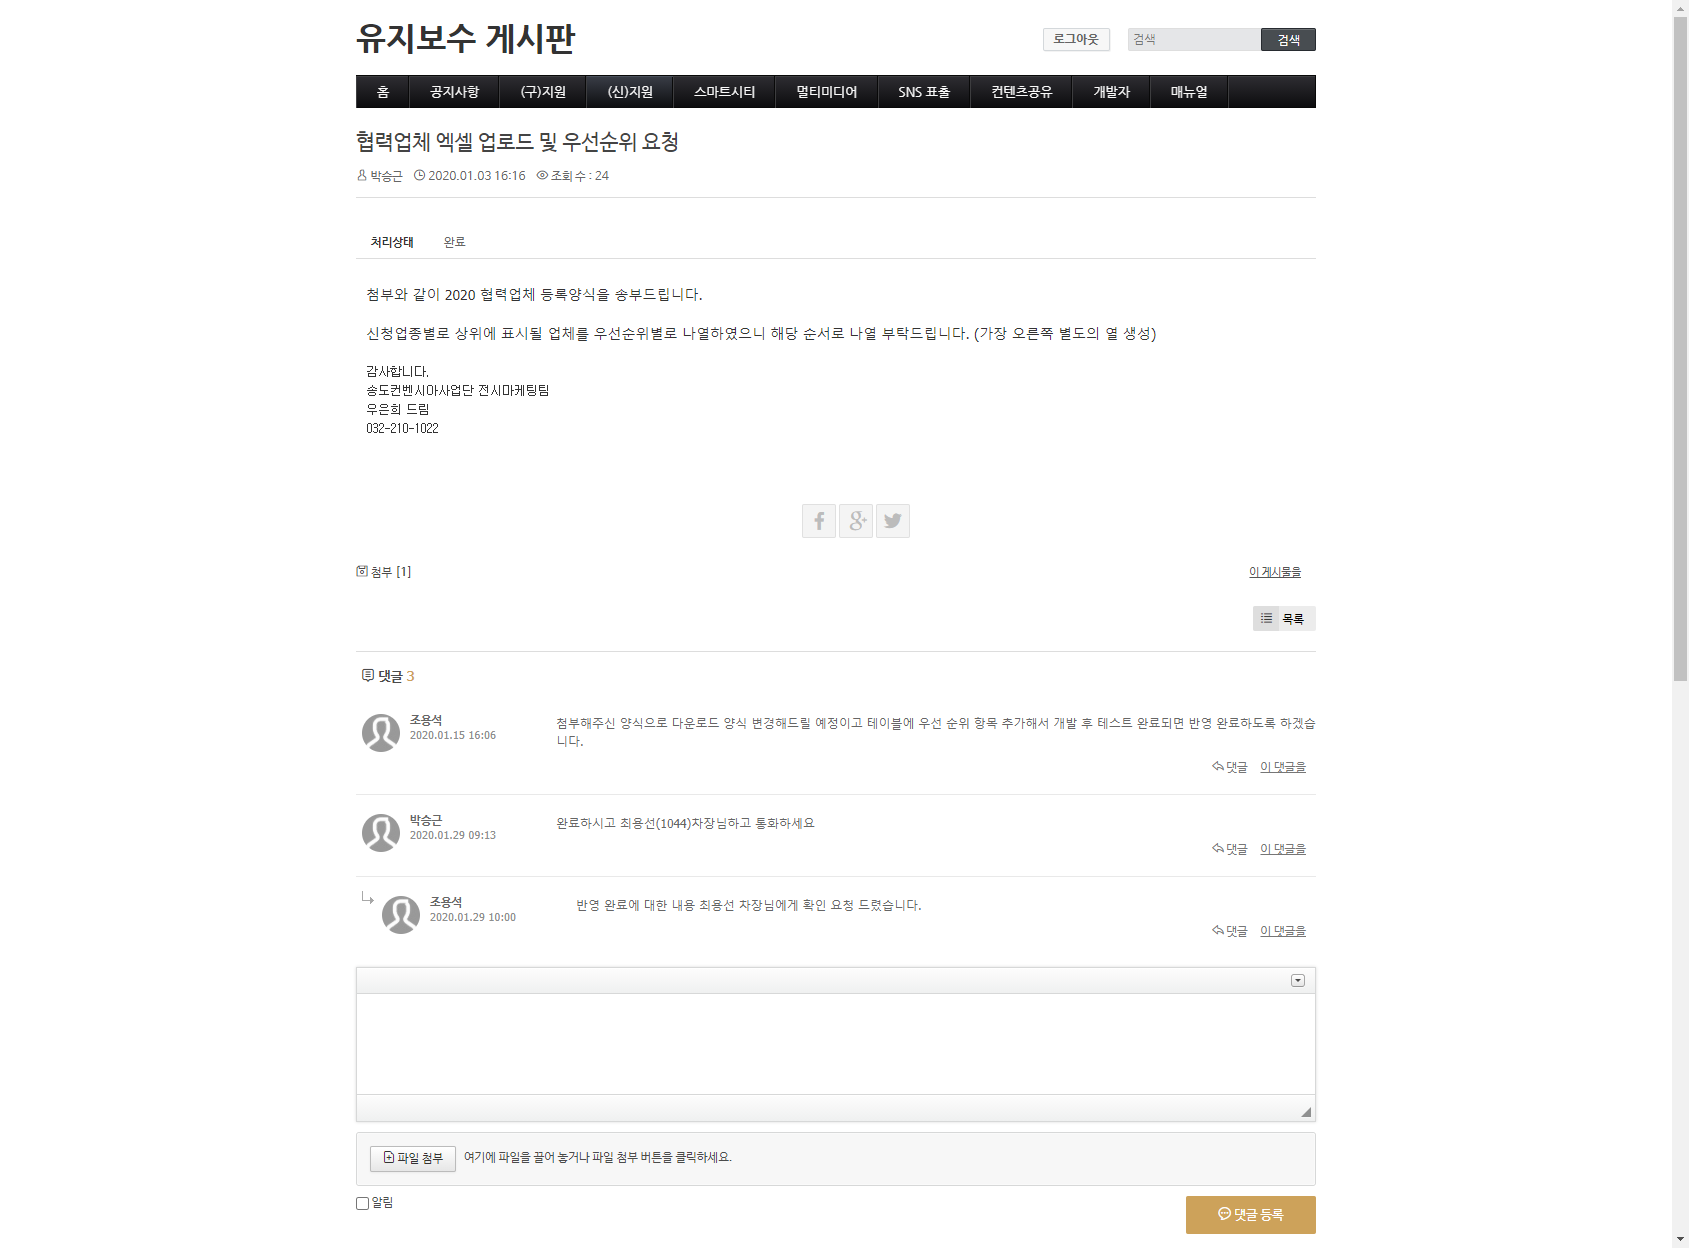 유지보수 게시판
로그아웃
검색
검색
홈 공지사항 (구)지원 (신)지원 스마트시티 멀티미디어 SNS 표출 컨텐츠공유 개발자 매뉴얼
협력업체 엑셀 업로드 및 우선순위 요청
박승근 2020.01.03 16:16 조회 수 : 24
처리상태 완료
첨부와 같이 2020 협력업체 등록양식을 송부드립니다.
신청업종별로 상위에 표시될 업체를 우선순위별로 나열하였으니 해당 순서로 나열 부탁드립니다. (가장 오른쪽 별도의 열 생성)
감사합니다.
송도컨벤시아사업단 전시마케팅팀
우은희 드림
032-210-1022
첨부 [1]
이 게시물을
목록
댓글 3
조용석
2020.01.15 16:06
첨부해주신 양식으로 다운로드 양식 변경해드릴 예정이고 테이블에 우선 순위 항목 추가해서 개발 후 테스트 완료되면 반영 완료하도록 하겠습
니다.
댓글 이 댓글을
박승근
2020.01.29 09:13
완료하시고 최용선(1044)차장님하고 통화하세요
댓글 이 댓글을
조용석
2020.01.29 10:00
반영 완료에 대한 내용 최용선 차장님에게 확인 요청 드렸습니다.
댓글 이 댓글을
파일 첨부 여기에 파일을 끌어 놓거나 파일 첨부 버튼을 클릭하세요.
알림
댓글 등록